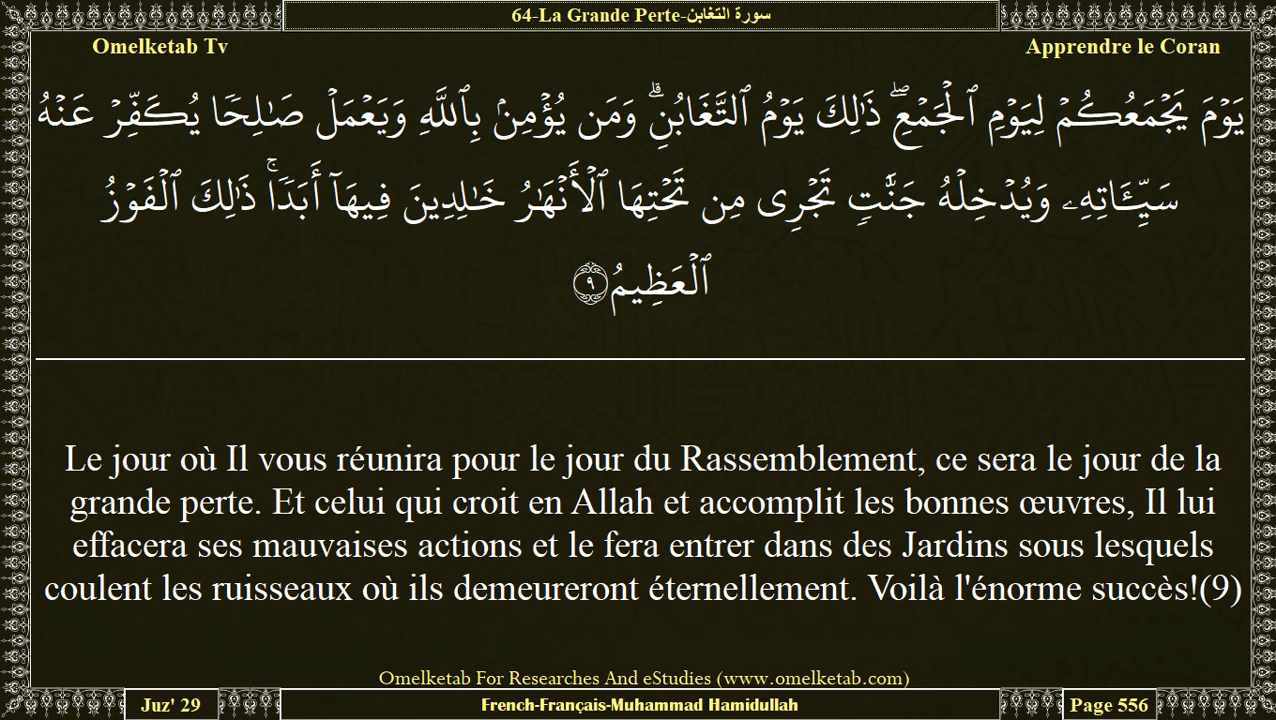 64-La Grande Perte-سورة التغابن
Omelketab Tv
Apprendre le Coran
يَوۡمَ يَجۡمَعُكُمۡ لِيَوۡمِ ٱلۡجَمۡعِۖ ذَٰلِكَ يَوۡمُ ٱلتَّغَابُنِۗ وَمَن يُؤۡمِنۢ بِٱللَّهِ وَيَعۡمَلۡ صَٰلِحٗا يُكَفِّرۡ عَنۡهُ
سَيِّـَٔاتِهِۦ وَيُدۡخِلۡهُ جَنَّٰتٖ تَجۡرِي مِن تَحۡتِهَا ٱلۡأَنۡهَٰرُ خَٰلِدِينَ فِيهَآ أَبَدٗاۚ ذَٰلِكَ ٱلۡفَوۡزُ
ٱلۡعَظِيمُ ٩
Le jour où Il vous réunira pour le jour du Rassemblement, ce sera le jour de la
grande perte. Et celui qui croit en Allah et accomplit les bonnes œuvres, Il lui
effacera ses mauvaises actions et le fera entrer dans des Jardins sous lesquels
coulent les ruisseaux où ils demeureront éternellement. Voilà l'énorme succès!(9)
Omelketab For Researches And eStudies (www.omelketab.com)
Juz' 29
French-Français-Muhammad Hamidullah
Page 556